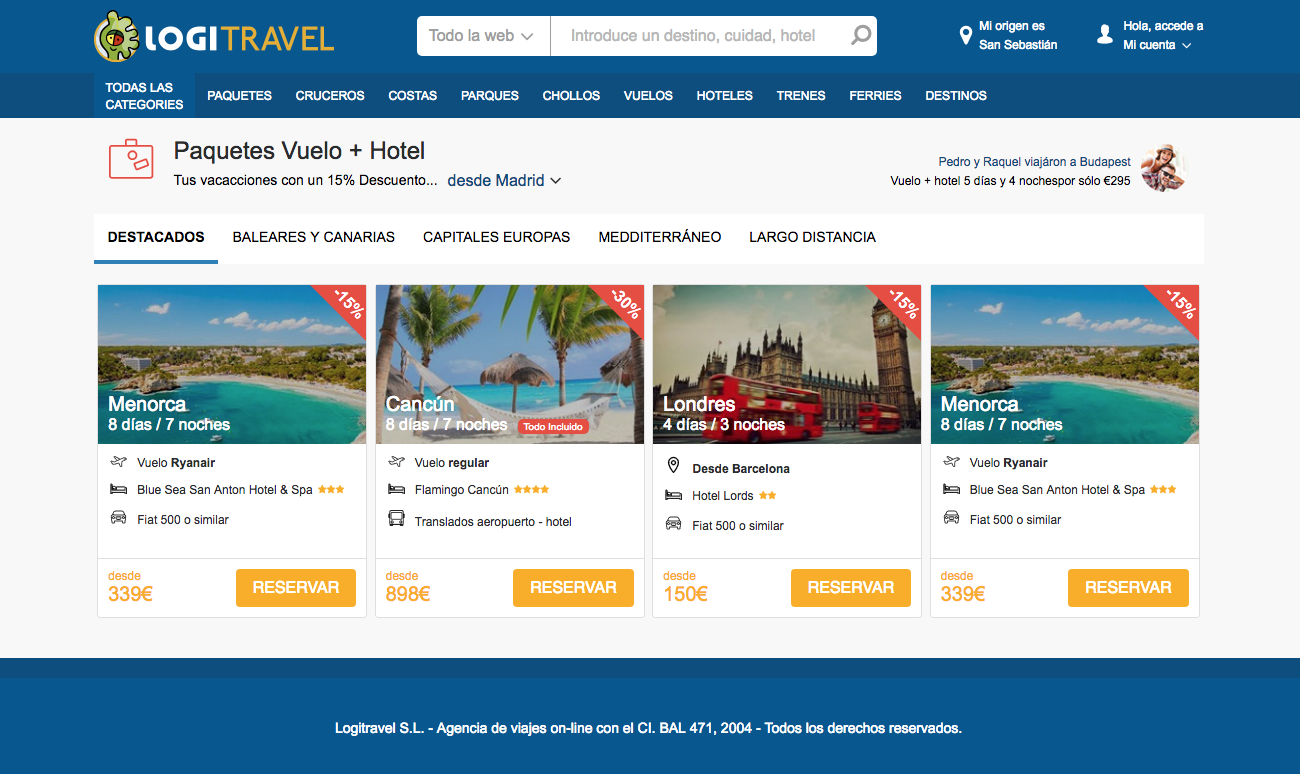 LOGITRAVEL
Todo la web
Introduce un destino, cuidad, hotel
Mi origen es
San Sebastián
Hola, accede a
Mi cuenta
TODAS LAS
CATEGORIES
PAQUETES
CRUCEROS
COSTAS
PARQUES
CHOLLOS
VUELOS
HOTELES
TRENES
FERRIES
DESTINOS
Paquetes Vuelo + Hotel
Tus vacacciones con un 15% Descuento... desde Madrid
Pedro y Raquel viajáron a Budapest
Vuelo + hotel 5 días y 4 nochespor sólo €295
DESTACADOS
BALEARES Y CANARIAS
CAPITALES EUROPAS
MEDDITERRÁNEO
LARGO DISTANCIA
-15%
Menorca
8 días / 7 noches
Vuelo Ryanair
Blue Sea San Anton Hotel & Spa
Fiat 500 o similar
desde
339€
RESERVAR
-30%
Cancún
8 días / 7 noches Todo Incluido
Vuelo regular
Flamingo Cancún
Translados aeropuerto - hotel
desde
898€
RESERVAR
-15%
Londres
4 días / 3 noches
Desde Barcelona
Hotel Lords
Fiat 500 o similar
desde
150€
RESERVAR
-15%
Menorca
8 días / 7 noches
Vuelo Ryanair
Blue Sea San Anton Hotel & Spa
Fiat 500 o similar
desde
339€
RESERVAR
Logitravel S.L. - Agencia de viajes on-line con el CI. BAL 471, 2004 - Todos los derechos reservados.